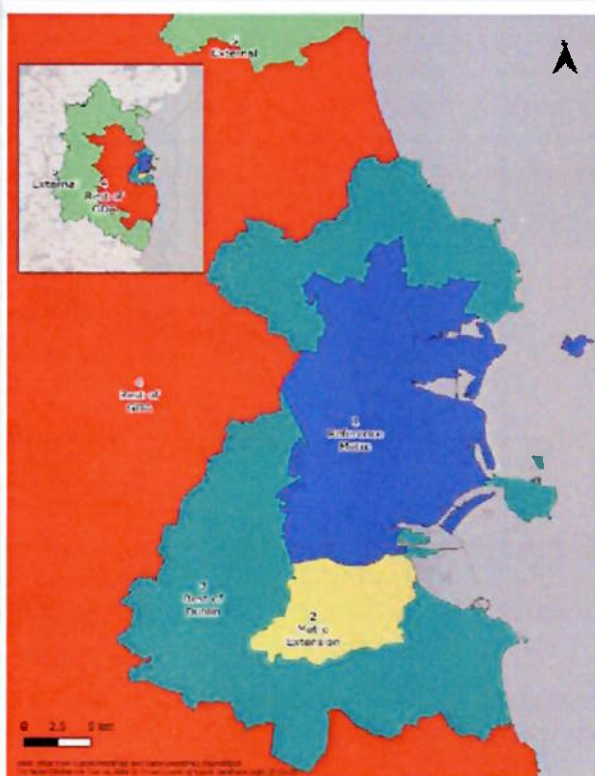 5
External
External
4
Rest of
GDA
4
Rest of
GDA
1
Reference
Metro
3
Rest of
Dublin
2
Metro
Extension
0 2.5 5 km